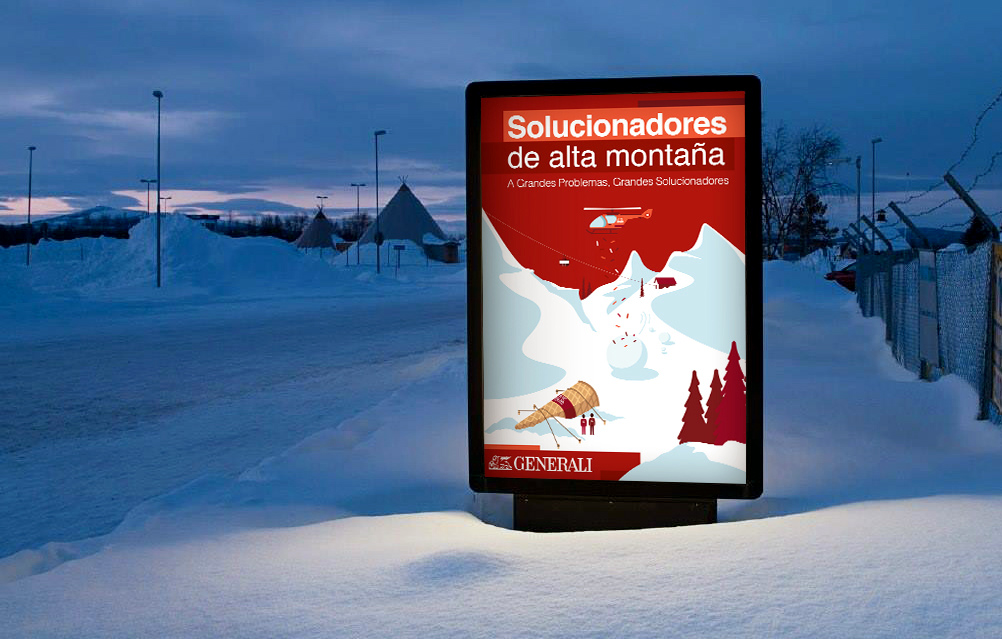 Solucionadores
de alta montaña
A Grandes Problemas, Grandes Solucionadores
GENERALI